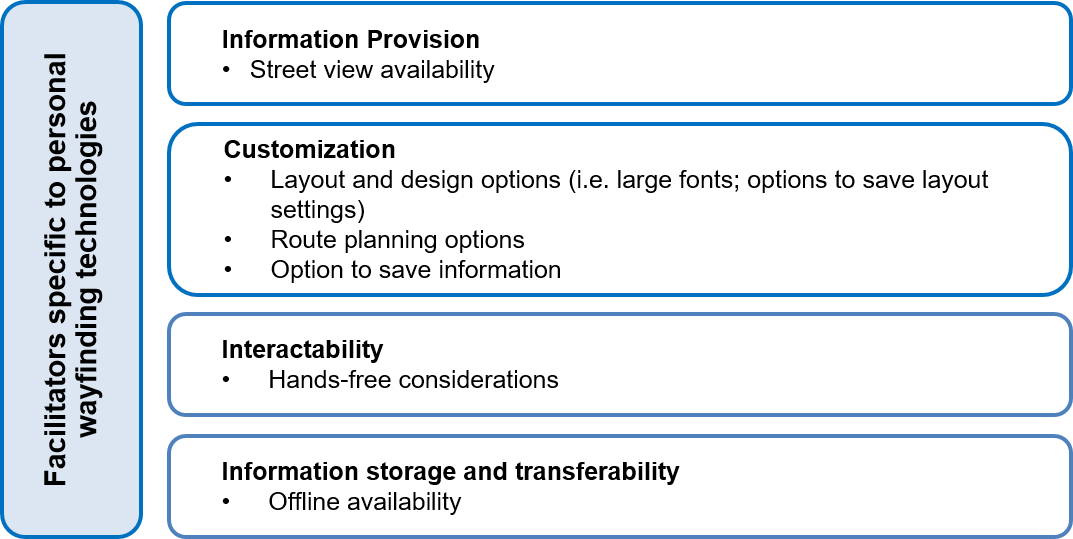 Facilitators specific to personal
wayfinding technologies
Information Provision
• Street view availability
Customization
• Layout and design options (i.e. large fonts; options to save layout
settings)
• Route planning options
• Option to save information
Interactability
• Hands-free considerations
Information storage and transferability
• Offline availability